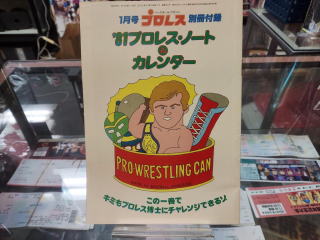 1月号 プロレス 別冊付録
'81プロレス・ノート
カレンダー
PRO-WRESTLING CAN
この一冊で
キミもプロレス博士にチャレンジできるゾ